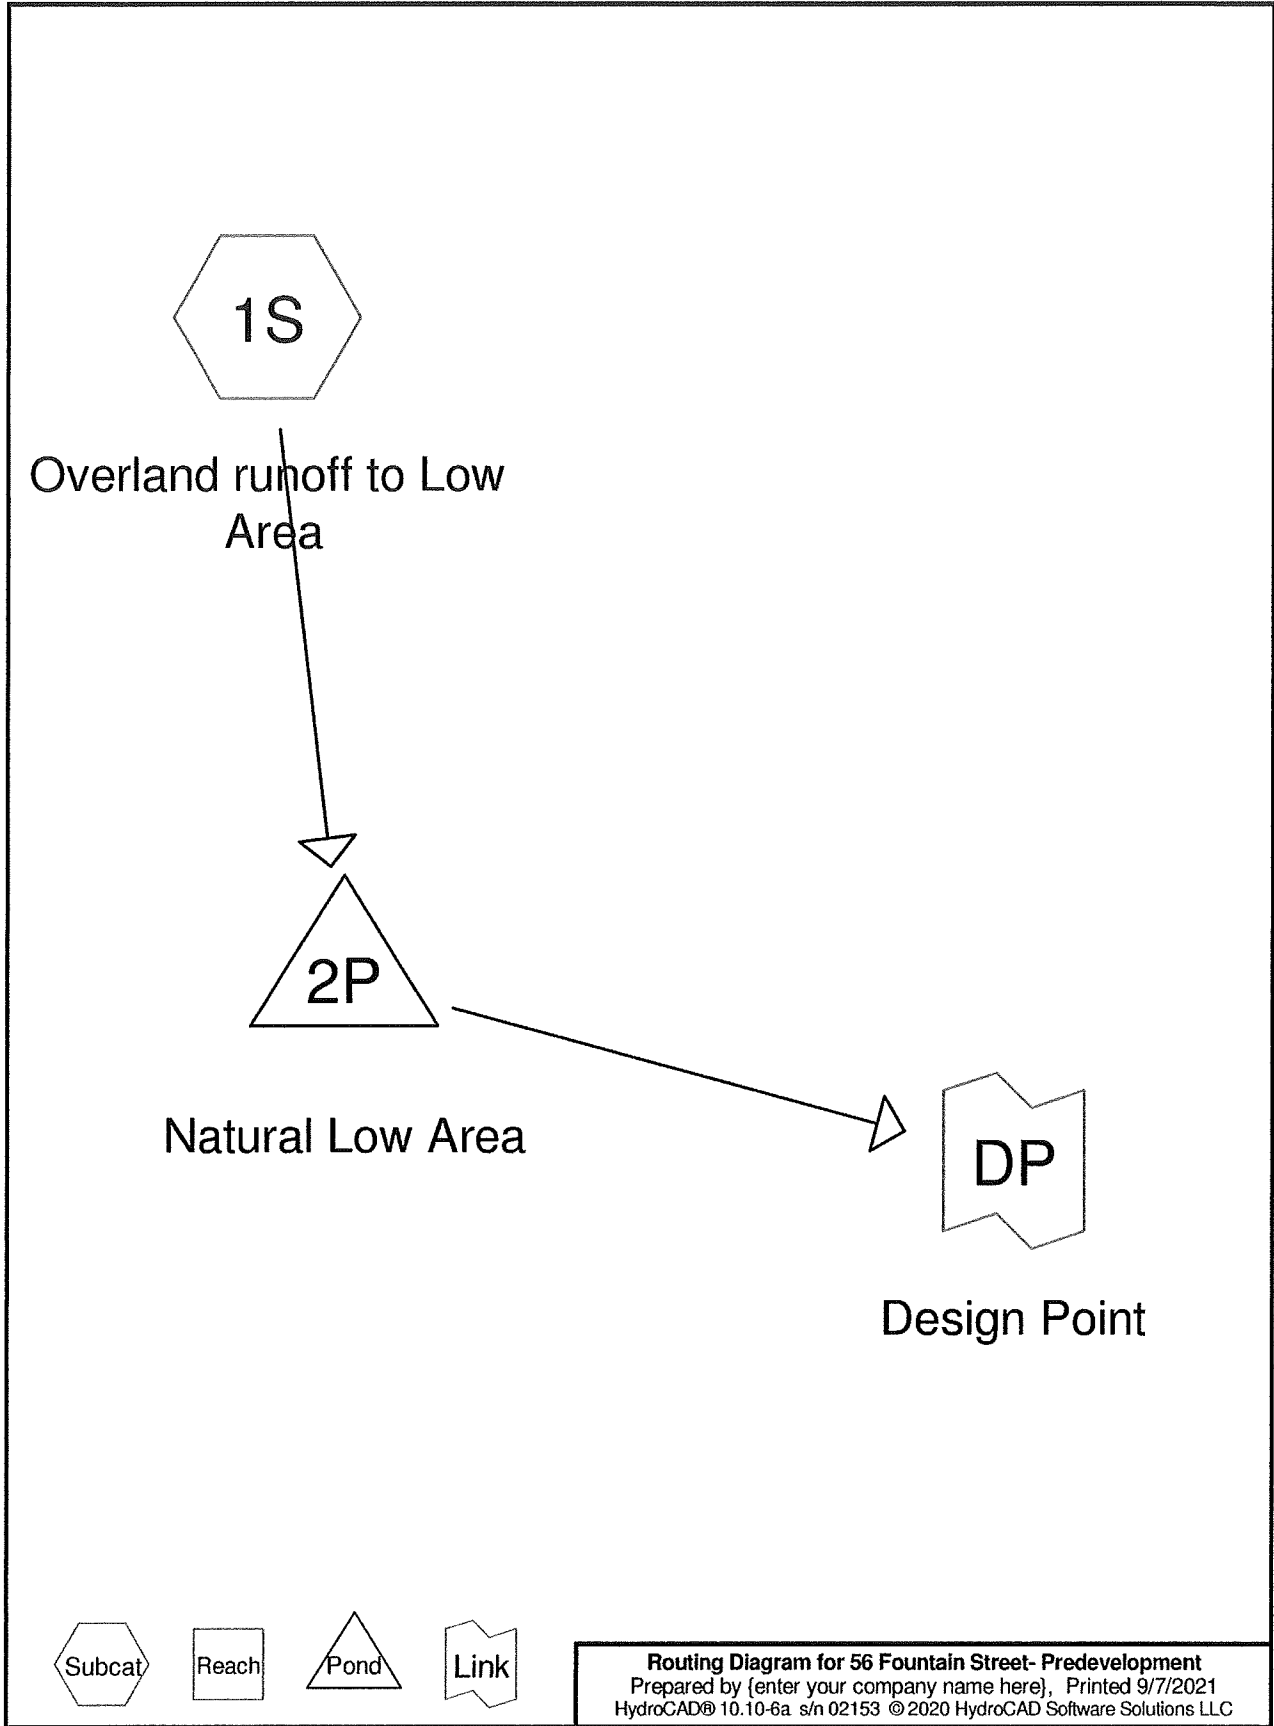 1S
Overland runoff to Low
Area
2P
Natural Low Area
DP
Design Point
Subcat
Reach
Pond
Link
Routing Diagram for 56 Fountain Street- Predevelopment
Prepared by {enter your company name here}, Printed 9/7/2021
HydroCAD® 10.10-6a s/n 02153 © 2020 HydroCAD Software Solutions LLC